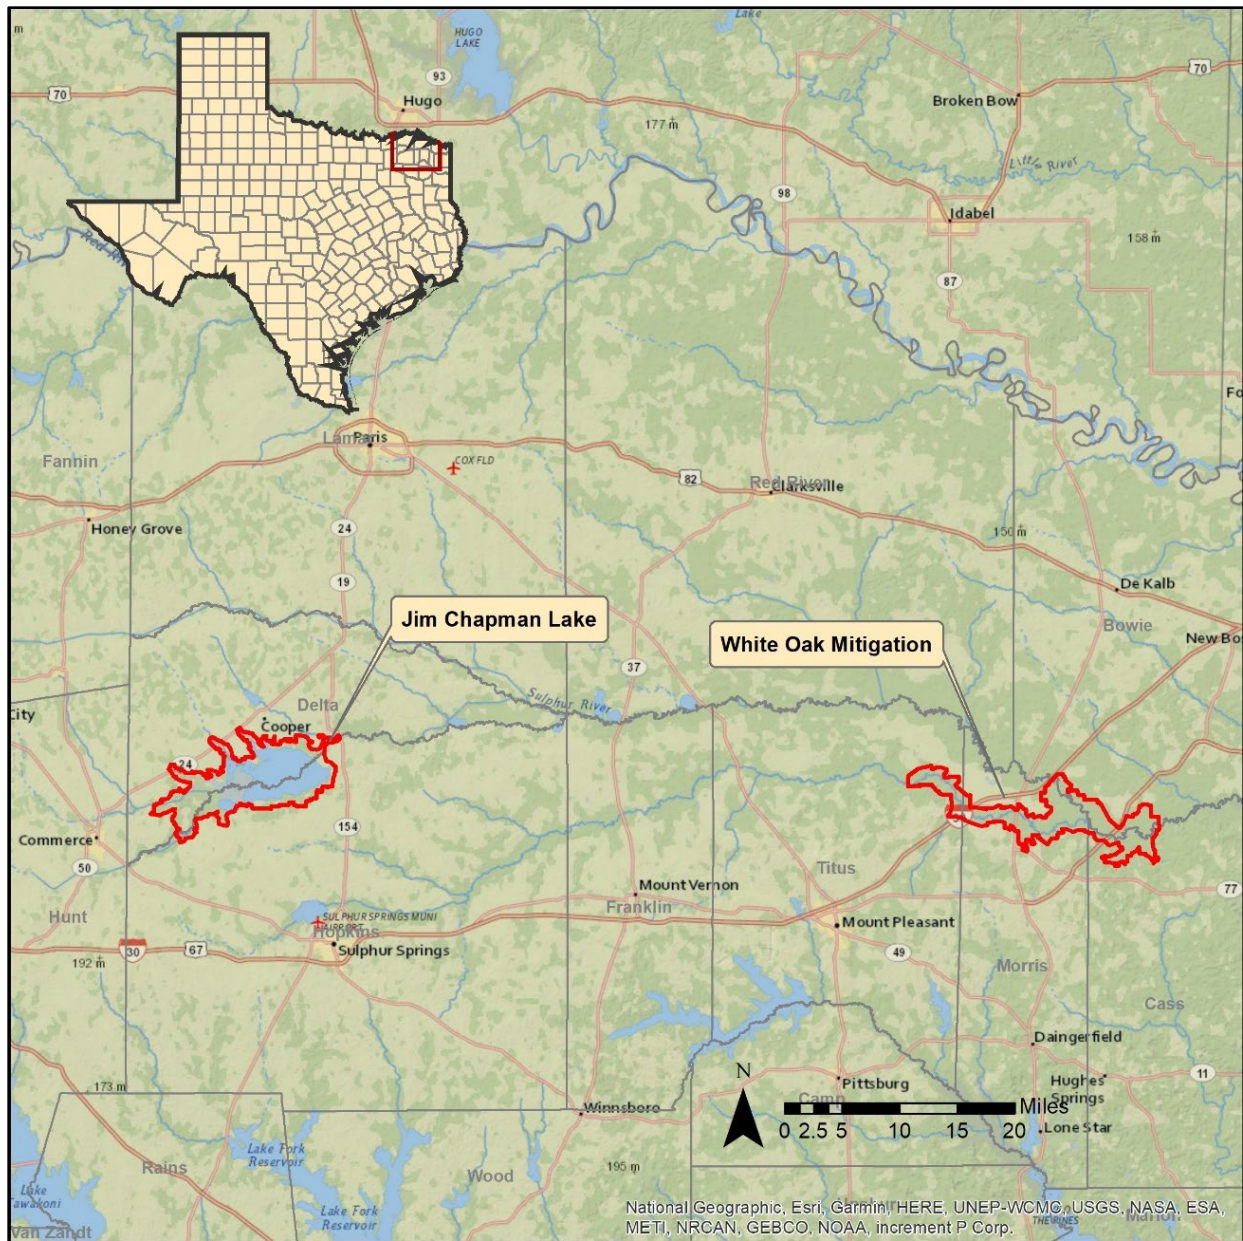 m
Lake
HUGO
LAKE
93
70
Hugo
70
Broken Bow
177 m
Little River
98
Idabel
158 m
87
Paris
Lamar
COX FLD
Fannin
82
Red River
Clarksville
Honey Grove
24
150 m
19
De Kalb
Jim Chapman Lake
White Oak Mitigation
Bowie
37
Sulphur River
Delta
City
Cooper
24
Commerce
154
50
Titus
Mount Vernon
77
Hunt
Franklin
SULPHUR SPRINGS MUNI
AIRPORT
Hopkins
Mount Pleasant
30
67
Sulphur Springs
49
192 m
Morris
Cass
Daingerfield
N
173 m
Pittsburg
Hughes
Springs
11
Camp
Winnsboro
Miles
0 2.5 5 10 15 20
Lone Star
Lake Fork
Reservoir
Rains
Wood
195 m
Lake
Tawakoni
Lake Fork
Reservoir
National Geographic, Esri, Garmin, HERE, UNEP-WCMC, USGS, NASA, ESA,
METI, NRCAN, GEBCO, NOAA, increment P Corp.
Van Zandt
THE PINES
Marion